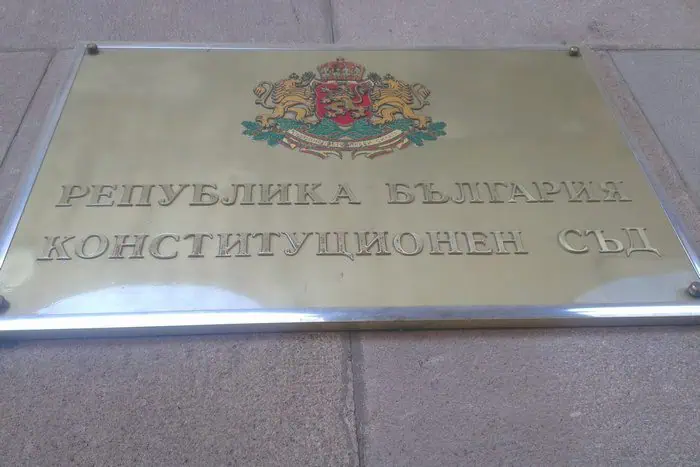 РЕПУБЛИКА БЪЛГАРИЯ
КОНСТИТУЦИОНЕН СЪД